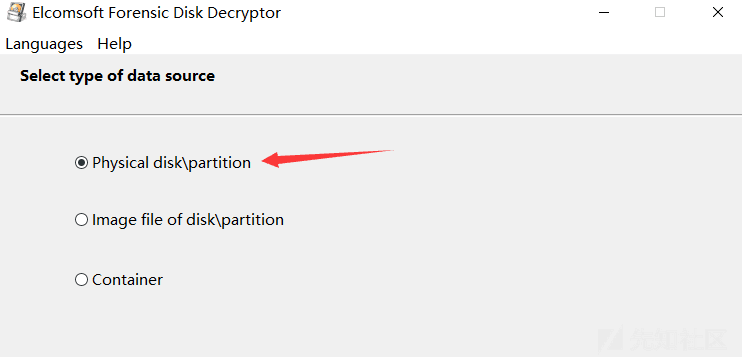 Elcomsoft Forensic Disk Decryptor
Languages Help
Select type of data source
Physical disk\partition
Image file of disk\partition
Container
先知社区